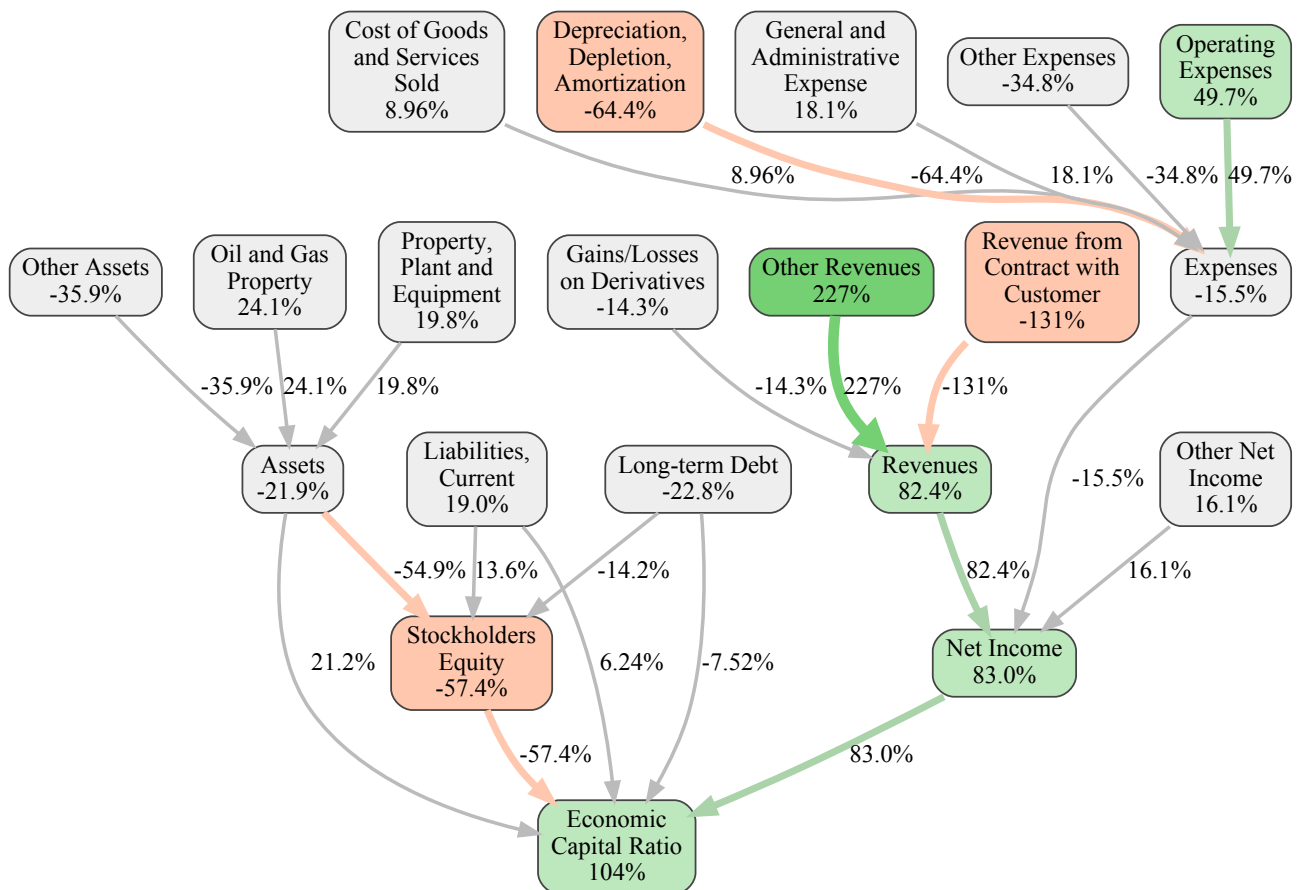 Cost of Goods
and Services
Sold
8.96%
Depreciation,
Depletion,
Amortization
-64.4%
General and
Administrative
Expense
18.1%
Other Expenses
-34.8%
Operating
Expenses
49.7%
8.96%
-64.4%
18.1%
-34.8%
49.7%
Other Assets
-35.9%
Oil and Gas
Property
24.1%
Property,
Plant and
Equipment
19.8%
Gains/Losses
on Derivatives
-14.3%
Other Revenues
227%
Revenue from
Contract with
Customer
-131%
Expenses
-15.5%
-35.9%
24.1%
19.8%
-14.3%
227%
-131%
Assets
-21.9%
Liabilities,
Current
19.0%
Long-term Debt
-22.8%
Revenues
82.4%
-15.5%
Other Net
Income
16.1%
-54.9%
13.6%
-14.2%
82.4%
16.1%
21.2%
Stockholders
Equity
-57.4%
6.24%
-7.52%
Net Income
83.0%
-57.4%
83.0%
Economic
Capital Ratio
104%